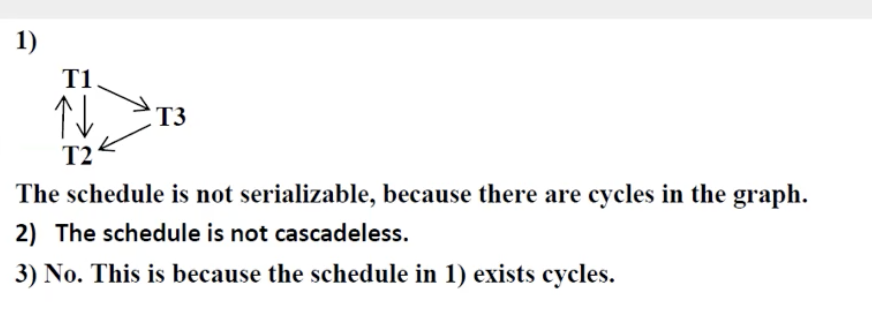 1)
T1
T3
T2
The schedule is not serializable, because there are cycles in the graph.
2) The schedule is not cascadeless.
3) No. This is because the schedule in 1) exists cycles.